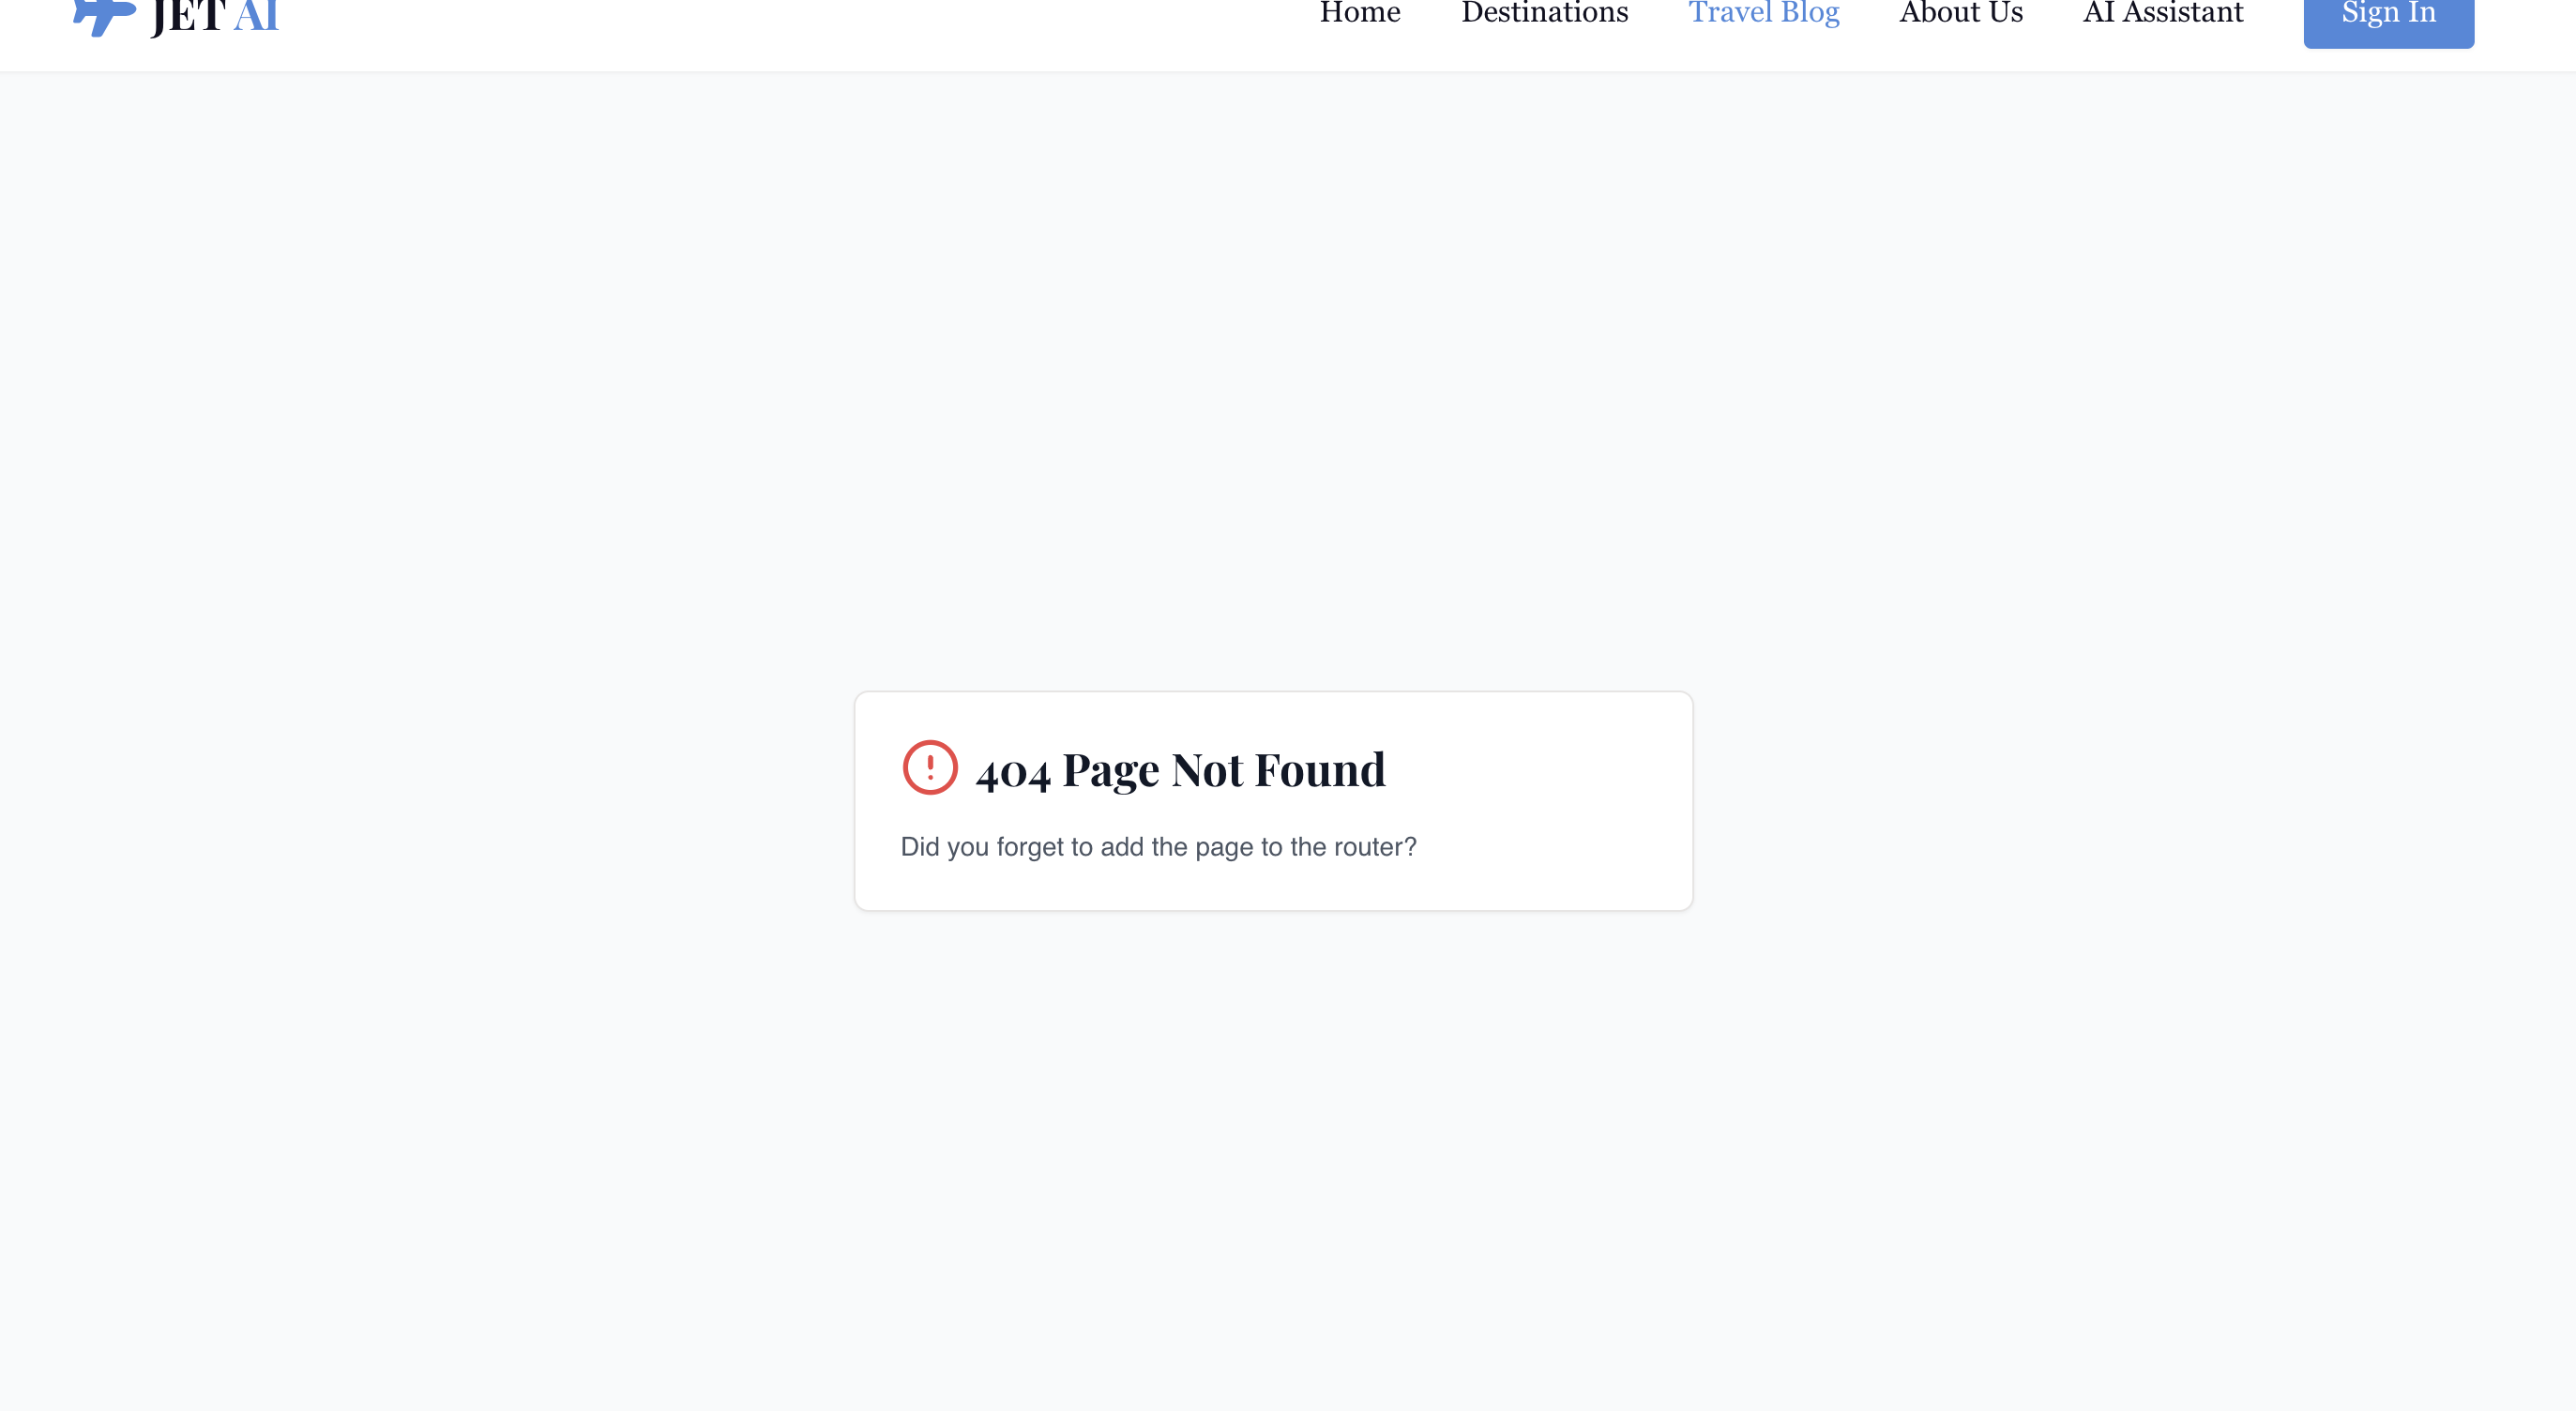 JET AI
Home Destinations Travel Blog About Us AI Assistant Sign In
404 Page Not Found
Did you forget to add the page to the router?